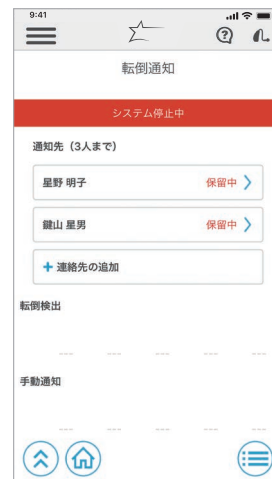 9:41
転倒通知
システム停止中
通知先（3人まで）
星野 明子 保留中
鍵山 星男 保留中
+ 連絡先の追加
転倒検出
--- --- --- --- ---
手動通知
--- --- --- --- ---